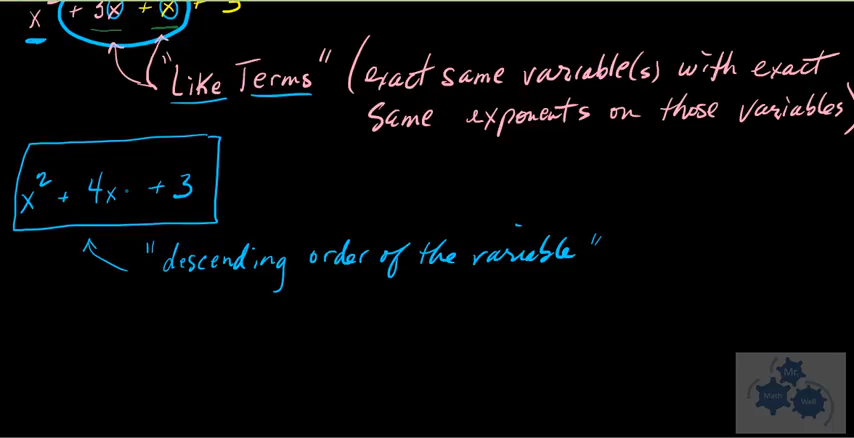 x + 3x + x + 3
"Like Terms" (exact same variable(s) with exact
same exponents on those variables)
x² + 4x + 3
"descending order of the variable"
Mr.
Math Well